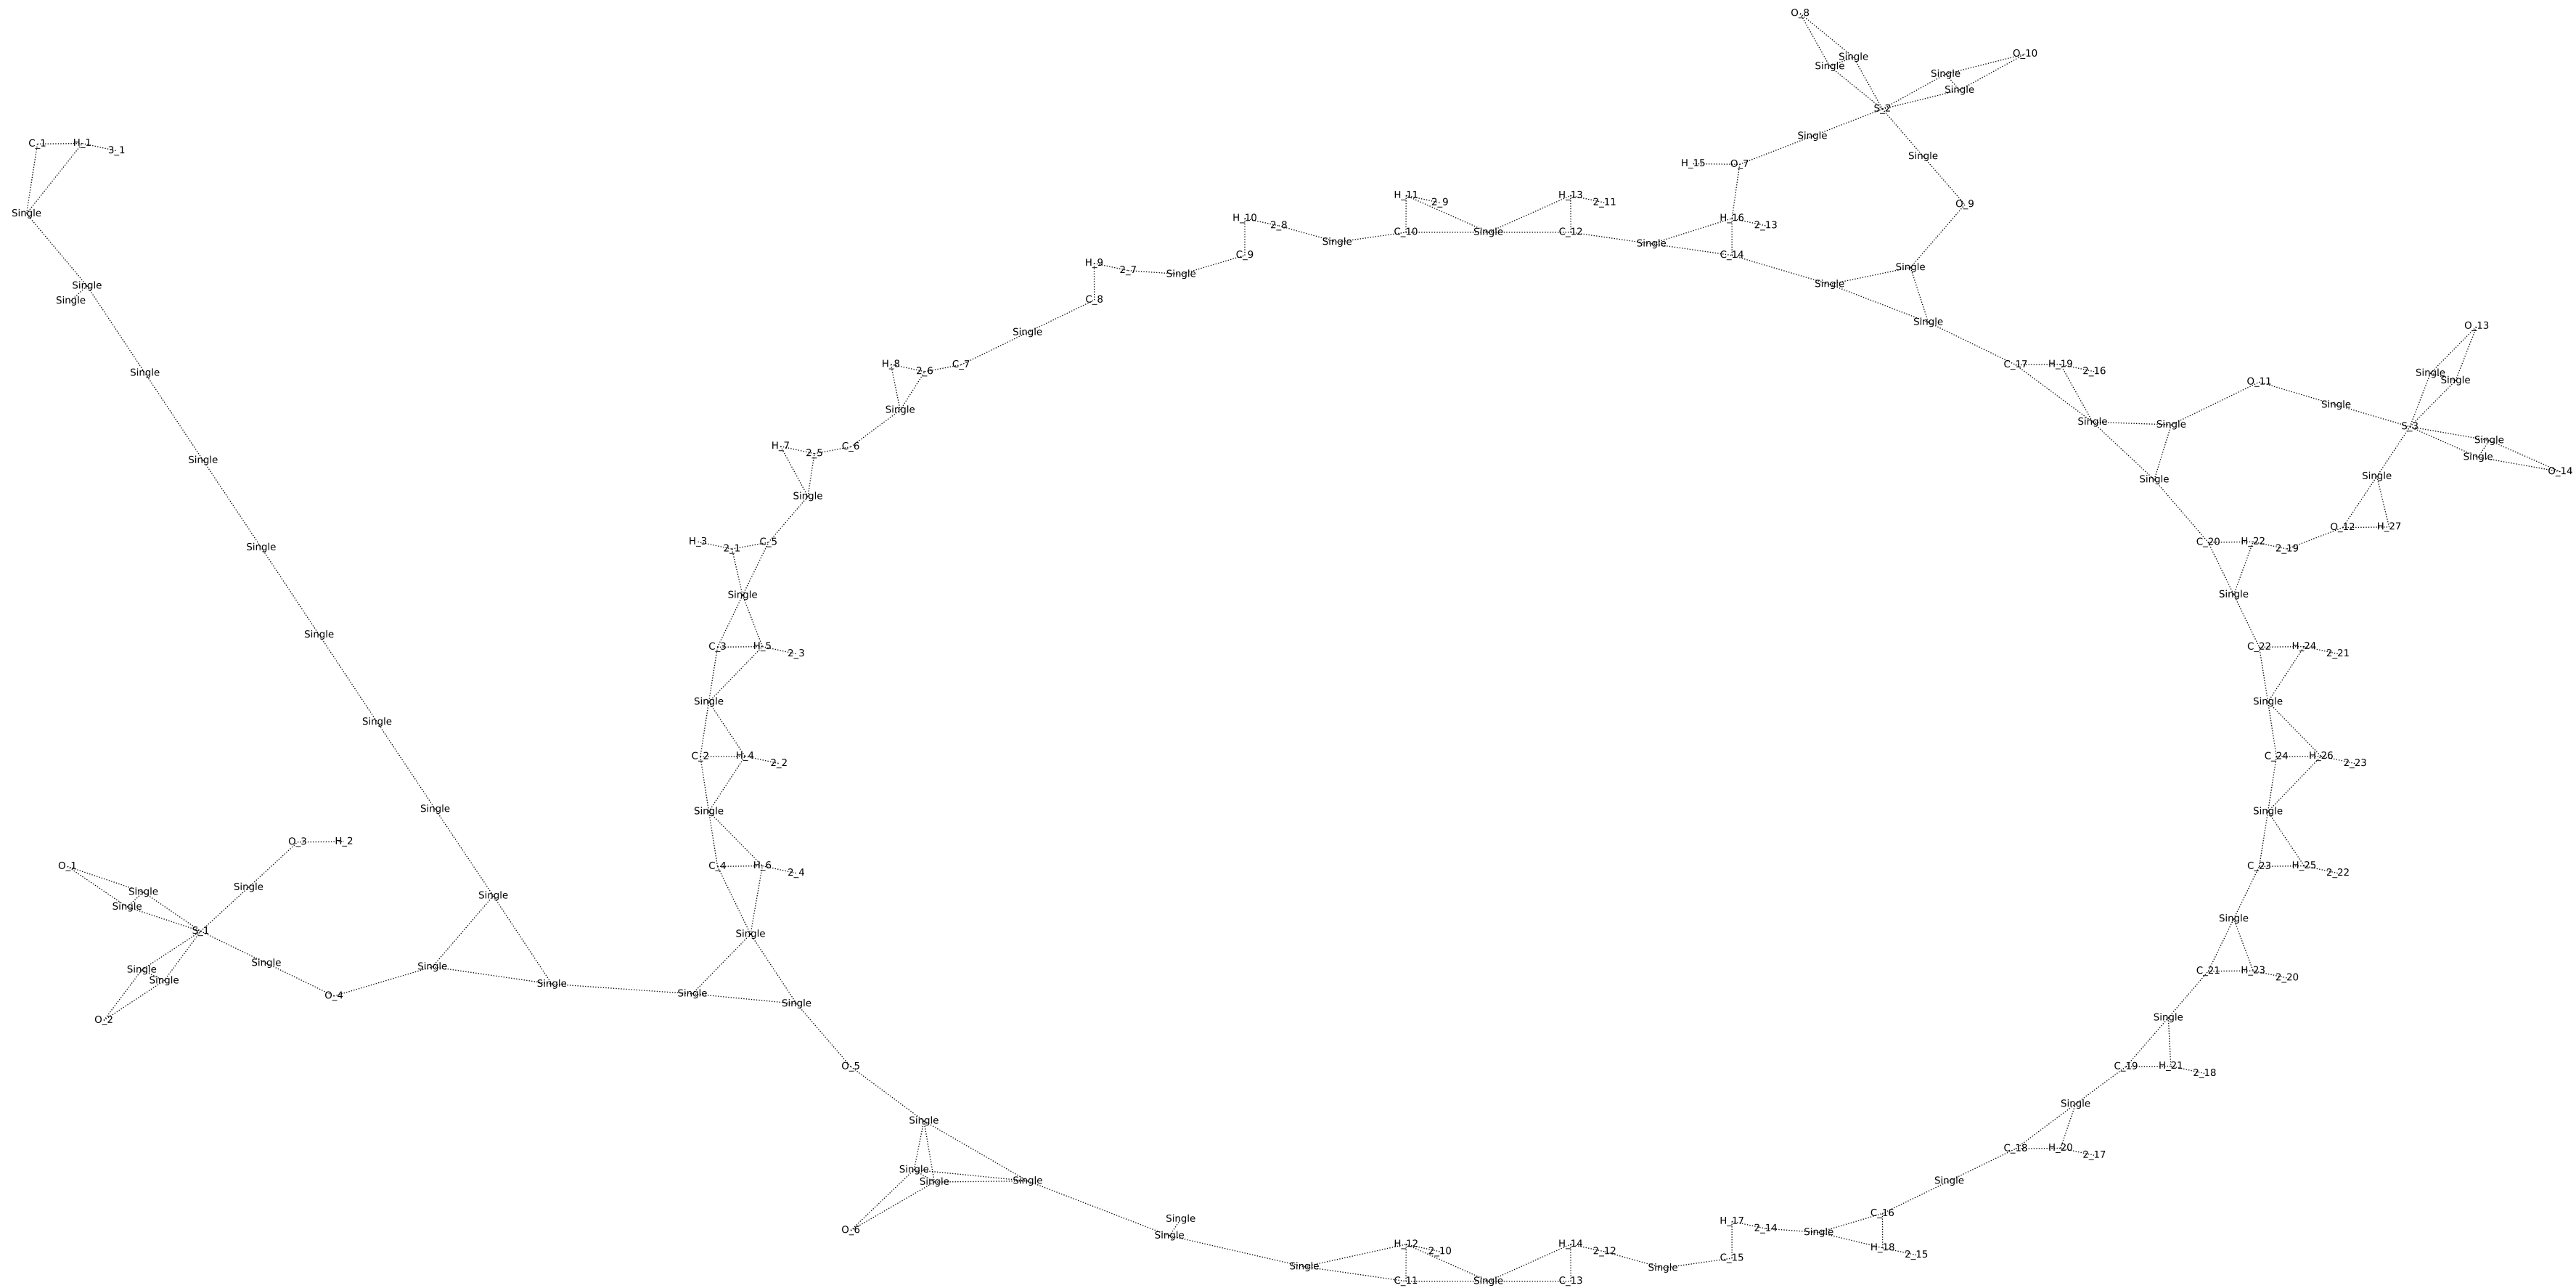 O_8
O_10
Single
Single
Single
Single
S_2
Single
C_1 H_1 3_1
Single
H_15 O_7
H_11 2_9
H_13 2_11
O_9
Single
H_10 2_8
H_16 2_13
C_10 Single C_12
Single
Single
C_9
C_14
H_9 2_7 Single
Single
Single
Single
Single
C_8
Single
O_13
Single
H_8 2_6 C_7
C_17 H_19 2_16
Single
Single
Single
O_11
Single
Single
Single
Single
S_3
H_7 2_5 C_6
Single
Single
Single
O_14
Single
Single
Single
O_12 H_27
H_3 2_1 C_5
C_20 H_22 2_19
Single
Single
Single
Single
C_3 H_5 2_3
C_22 H_24 2_21
Single
Single
Single
C_2 H_4 2_2
C_24 H_26 2_23
Single
Single
Single
O_3 H_2
O_1
C_4 H_6 2_4
C_23 H_25 2_22
Single
Single
Single
Single
S_1
Single
Single
Single
Single
Single
Single
C_21 H_23 2_20
Single
Single
O_4
Single
Single
O_2
Single
O_5
C_19 H_21 2_18
Single
Single
C_18 H_20 2_17
Single
Single
Single
Single
C_16
Single
H_17 2_14 Single
O_6
Single
H_12 2_10
H_14 2_12
H_18 2_15
C_15
Single
Single
C_11 Single C_13